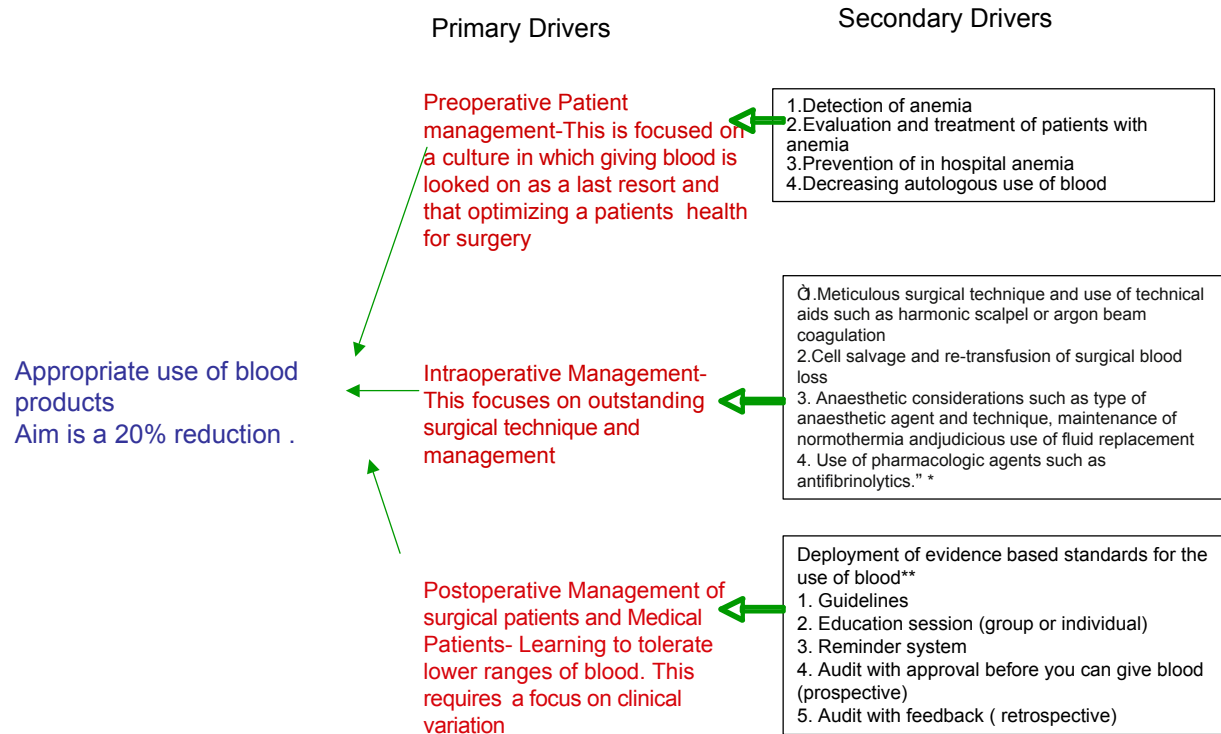 Primary Drivers
Secondary Drivers
Preoperative Patient
management-This is focused on
a culture in which giving blood is
looked on as a last resort and
that optimizing a patients  health
for surgery
1.Detection of anemia
2.Evaluation and treatment of patients with
anemia
3.Prevention of in hospital anemia
4.Decreasing autologous use of blood
Appropriate use of blood
products
Aim is a 20% reduction .
Intraoperative Management-
This focuses on outstanding
surgical technique and
management
Ò1.Meticulous surgical technique and use of technical
aids such as harmonic scalpel or argon beam
coagulation
2.Cell salvage and re-transfusion of surgical blood
loss
3. Anaesthetic considerations such as type of
anaesthetic agent and technique, maintenance of
normothermia andjudicious use of fluid replacement
4. Use of pharmacologic agents such as
antifibrinolytics.” *
Postoperative Management of
surgical patients and Medical
Patients- Learning to tolerate
lower ranges of blood. This
requires  a focus on clinical
variation
Deployment of evidence based standards for the
use of blood**
1. Guidelines
2. Education session (group or individual)
3. Reminder system
4. Audit with approval before you can give blood
(prospective)
5. Audit with feedback ( retrospective)